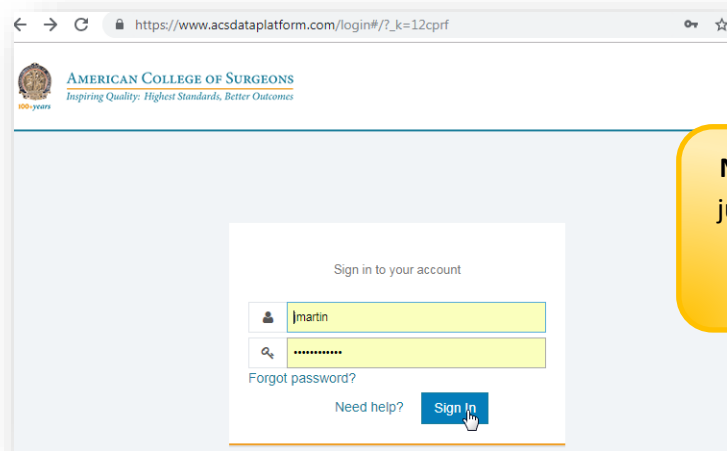 https://www.acsdataplatform.com/login#/?_k=12cprf
AMERICAN COLLEGE OF SURGEONS
Inspiring Quality: Highest Standards, Better Outcomes
100+years
Sign in to your account
jmartin
••••••••••••
Forgot password?
Need help?
Sign In